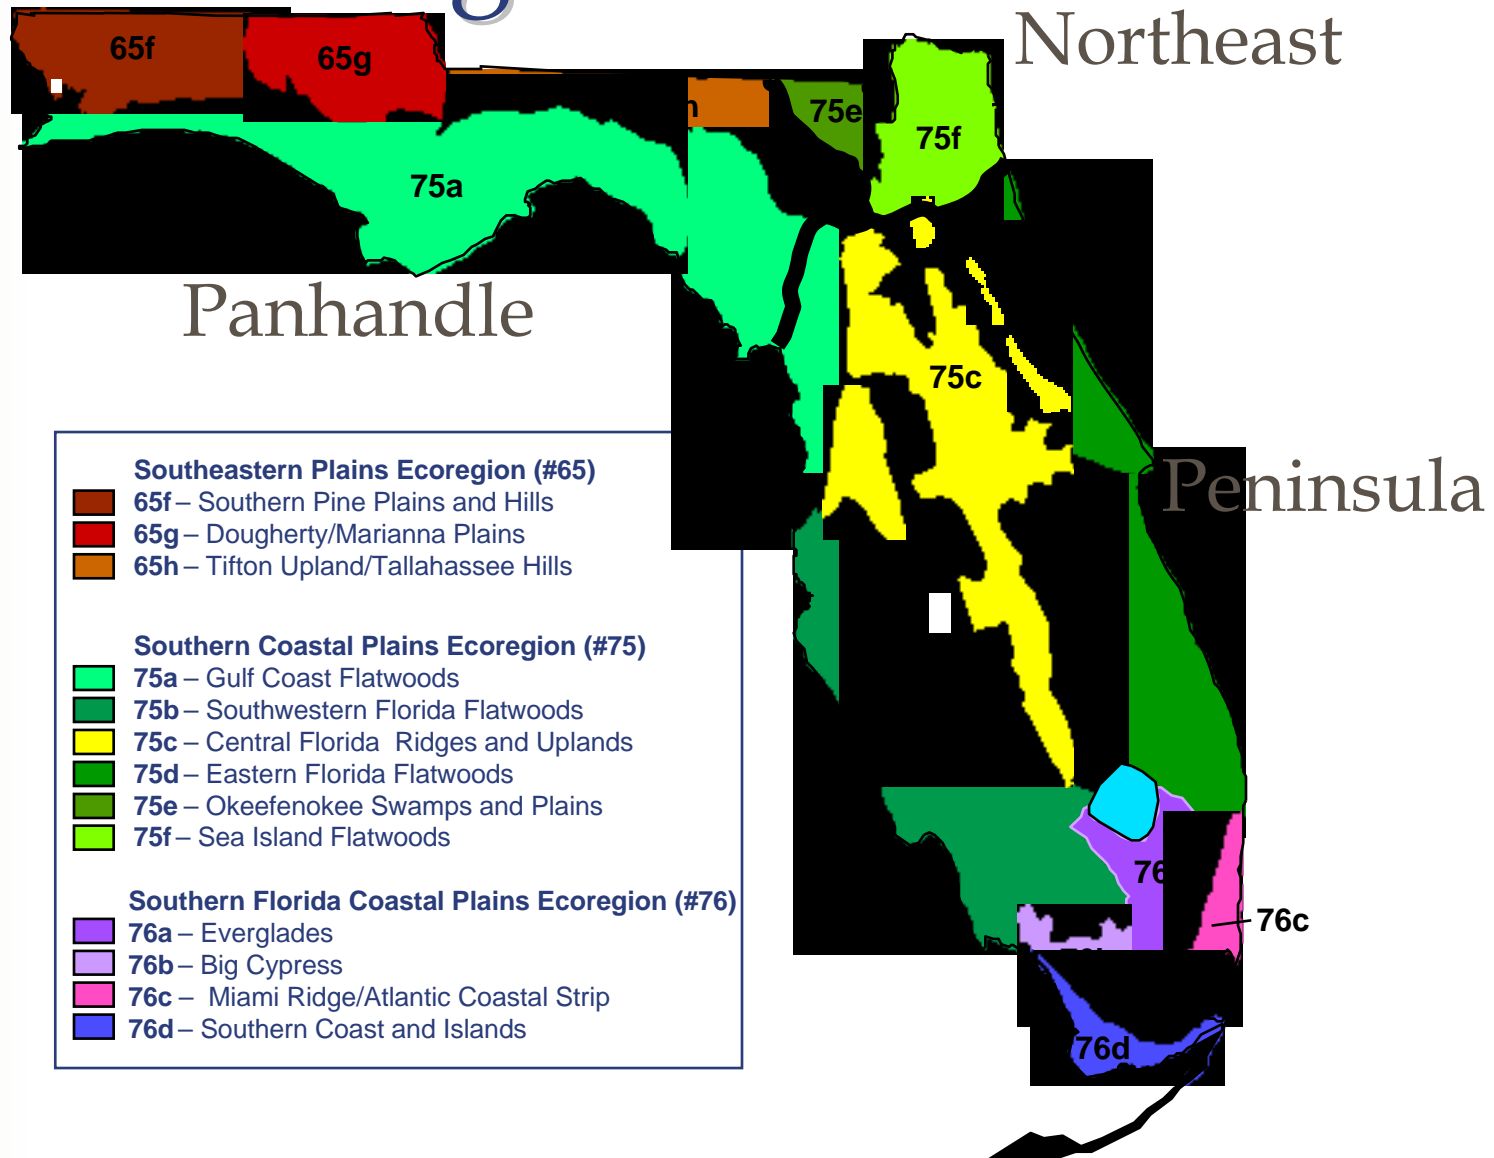 Northeast
65f
65g
75e
75f
75a
Panhandle
75c
Peninsula
Southeastern Plains Ecoregion (#65)
65f – Southern Pine Plains and Hills
65g – Dougherty/Marianna Plains
65h – Tifton Upland/Tallahassee Hills
Southern Coastal Plains Ecoregion (#75)
75a – Gulf Coast Flatwoods
75b – Southwestern Florida Flatwoods
75c – Central Florida  Ridges and Uplands
75d – Eastern Florida Flatwoods
75e – Okeefenokee Swamps and Plains
75f – Sea Island Flatwoods
Southern Florida Coastal Plains Ecoregion (#76)
76a – Everglades
76b – Big Cypress
76c –  Miami Ridge/Atlantic Coastal Strip
76d – Southern Coast and Islands
76
76c
76d